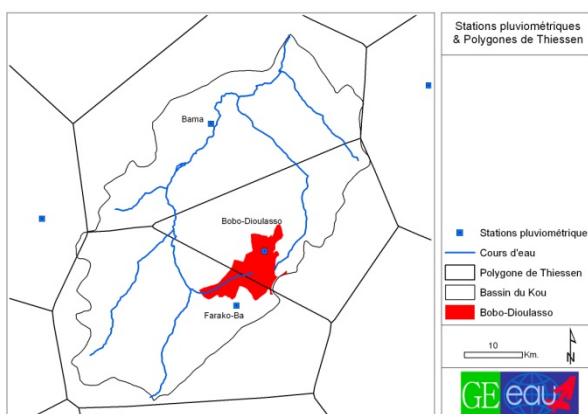 Stations pluviométriques
& Polygones de Thiessen
Bama
Bobo-Dioulasso
Farako-Ba
Stations pluviométrique
Cours d'eau
Polygone de Thiessen
Bassin du Kou
Bobo-Dioulasso
10
Km.
N
GE eau